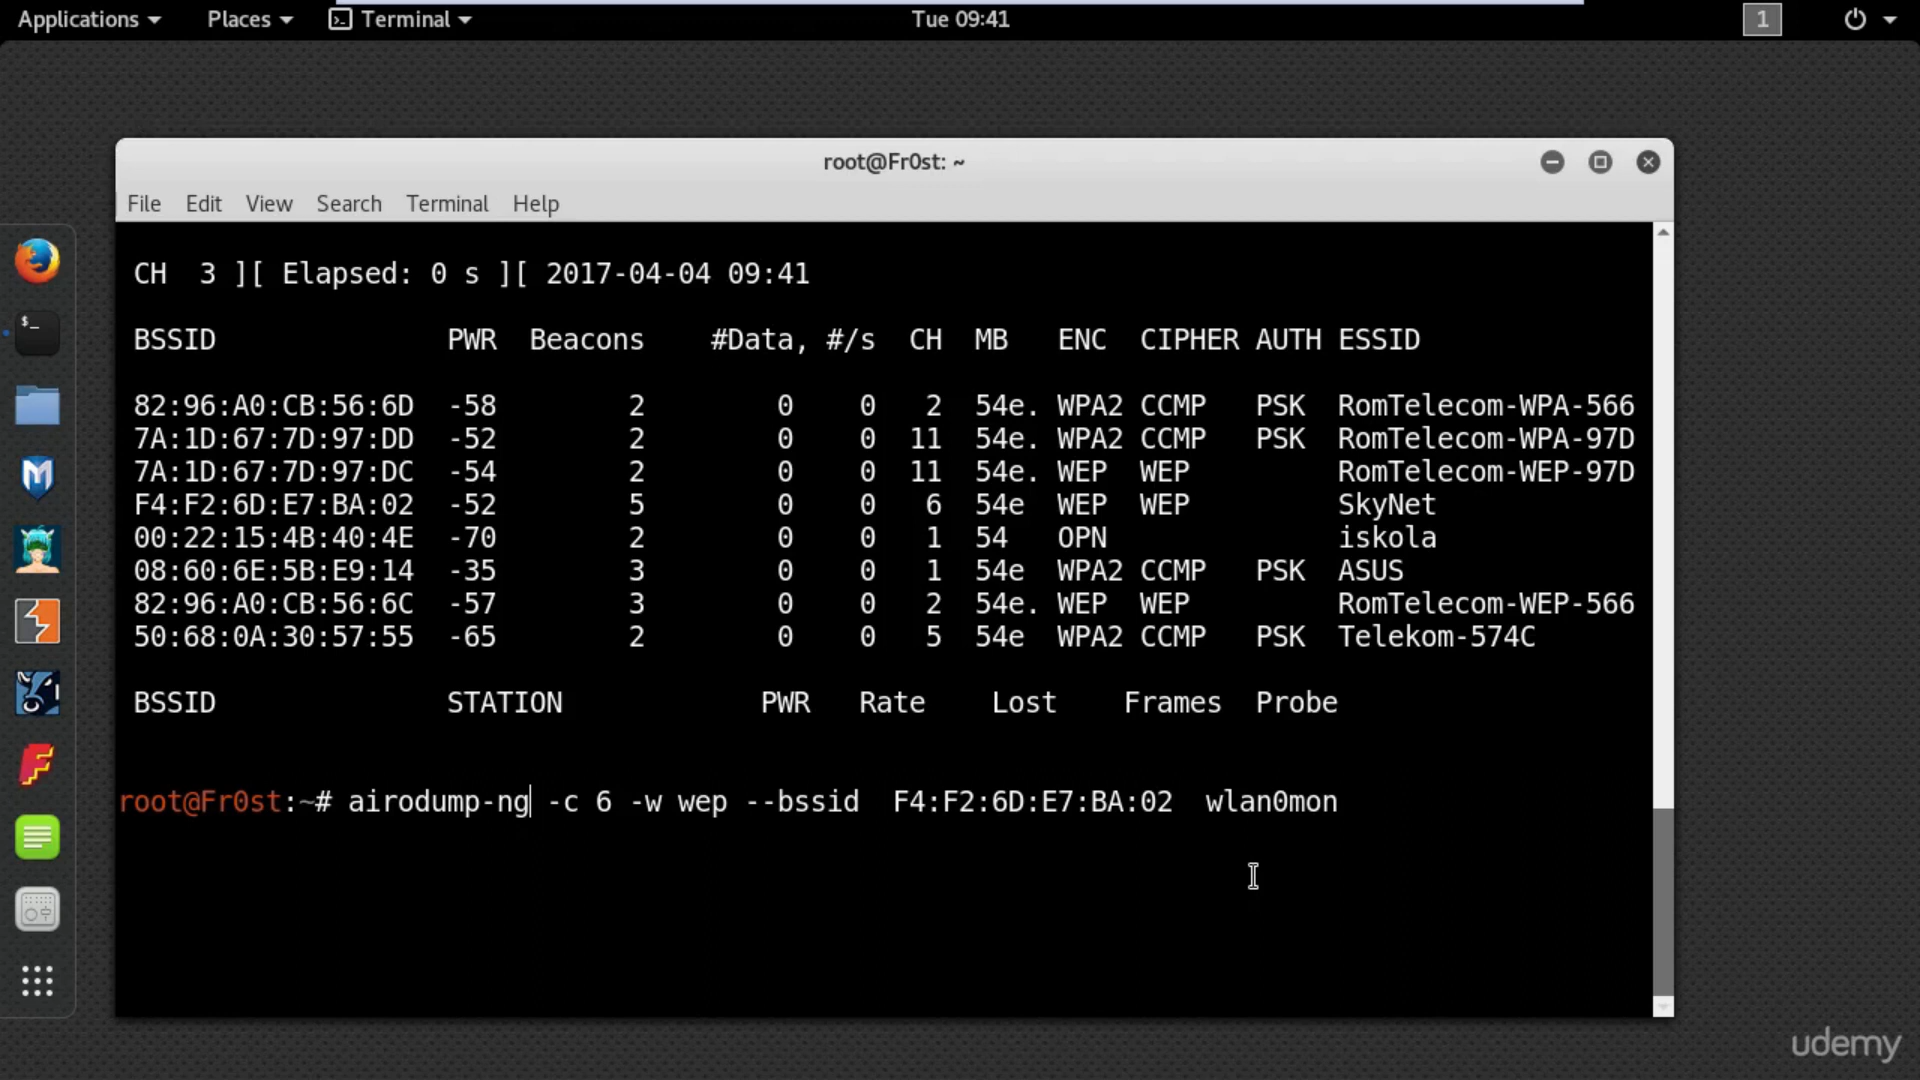 Applications Places Terminal Tue 09:41 1
root@Fr0st: ~
File Edit View Search Terminal Help
CH 3 ][ Elapsed: 0 s ][ 2017-04-04 09:41
BSSID PWR Beacons #Data, #/s CH MB ENC CIPHER AUTH ESSID
82:96:A0:CB:56:6D -58 2 0 0 2 54e. WPA2 CCMP PSK RomTelecom-WPA-566
7A:1D:67:7D:97:DD -52 2 0 0 11 54e. WPA2 CCMP PSK RomTelecom-WPA-97D
7A:1D:67:7D:97:DC -54 2 0 0 11 54e. WEP WEP RomTelecom-WEP-97D
F4:F2:6D:E7:BA:02 -52 5 0 0 6 54e WEP WEP SkyNet
00:22:15:4B:40:4E -70 2 0 0 1 54 OPN iskola
08:60:6E:5B:E9:14 -35 3 0 0 1 54e WPA2 CCMP PSK ASUS
82:96:A0:CB:56:6C -57 3 0 0 2 54e. WEP WEP RomTelecom-WEP-566
50:68:0A:30:57:55 -65 2 0 0 5 54e WPA2 CCMP PSK Telekom-574C
BSSID STATION PWR Rate Lost Frames Probe
root@Fr0st:~# airodump-ng -c 6 -w wep --bssid F4:F2:6D:E7:BA:02 wlan0mon
udemy